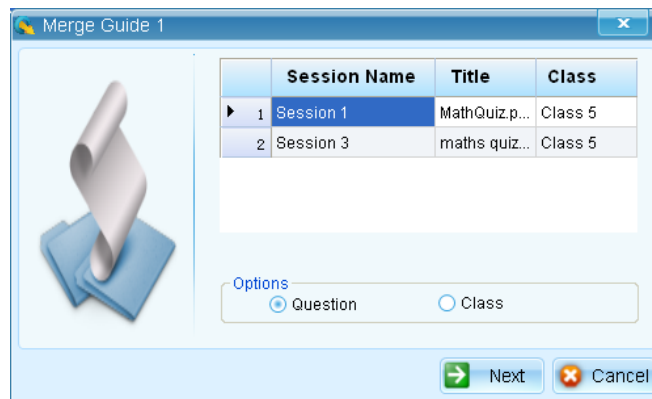 Merge Guide 1
Session Name Title Class
1 Session 1 MathQuiz.p... Class 5
2 Session 3 maths quiz... Class 5
Options
Question Class
Next Cancel